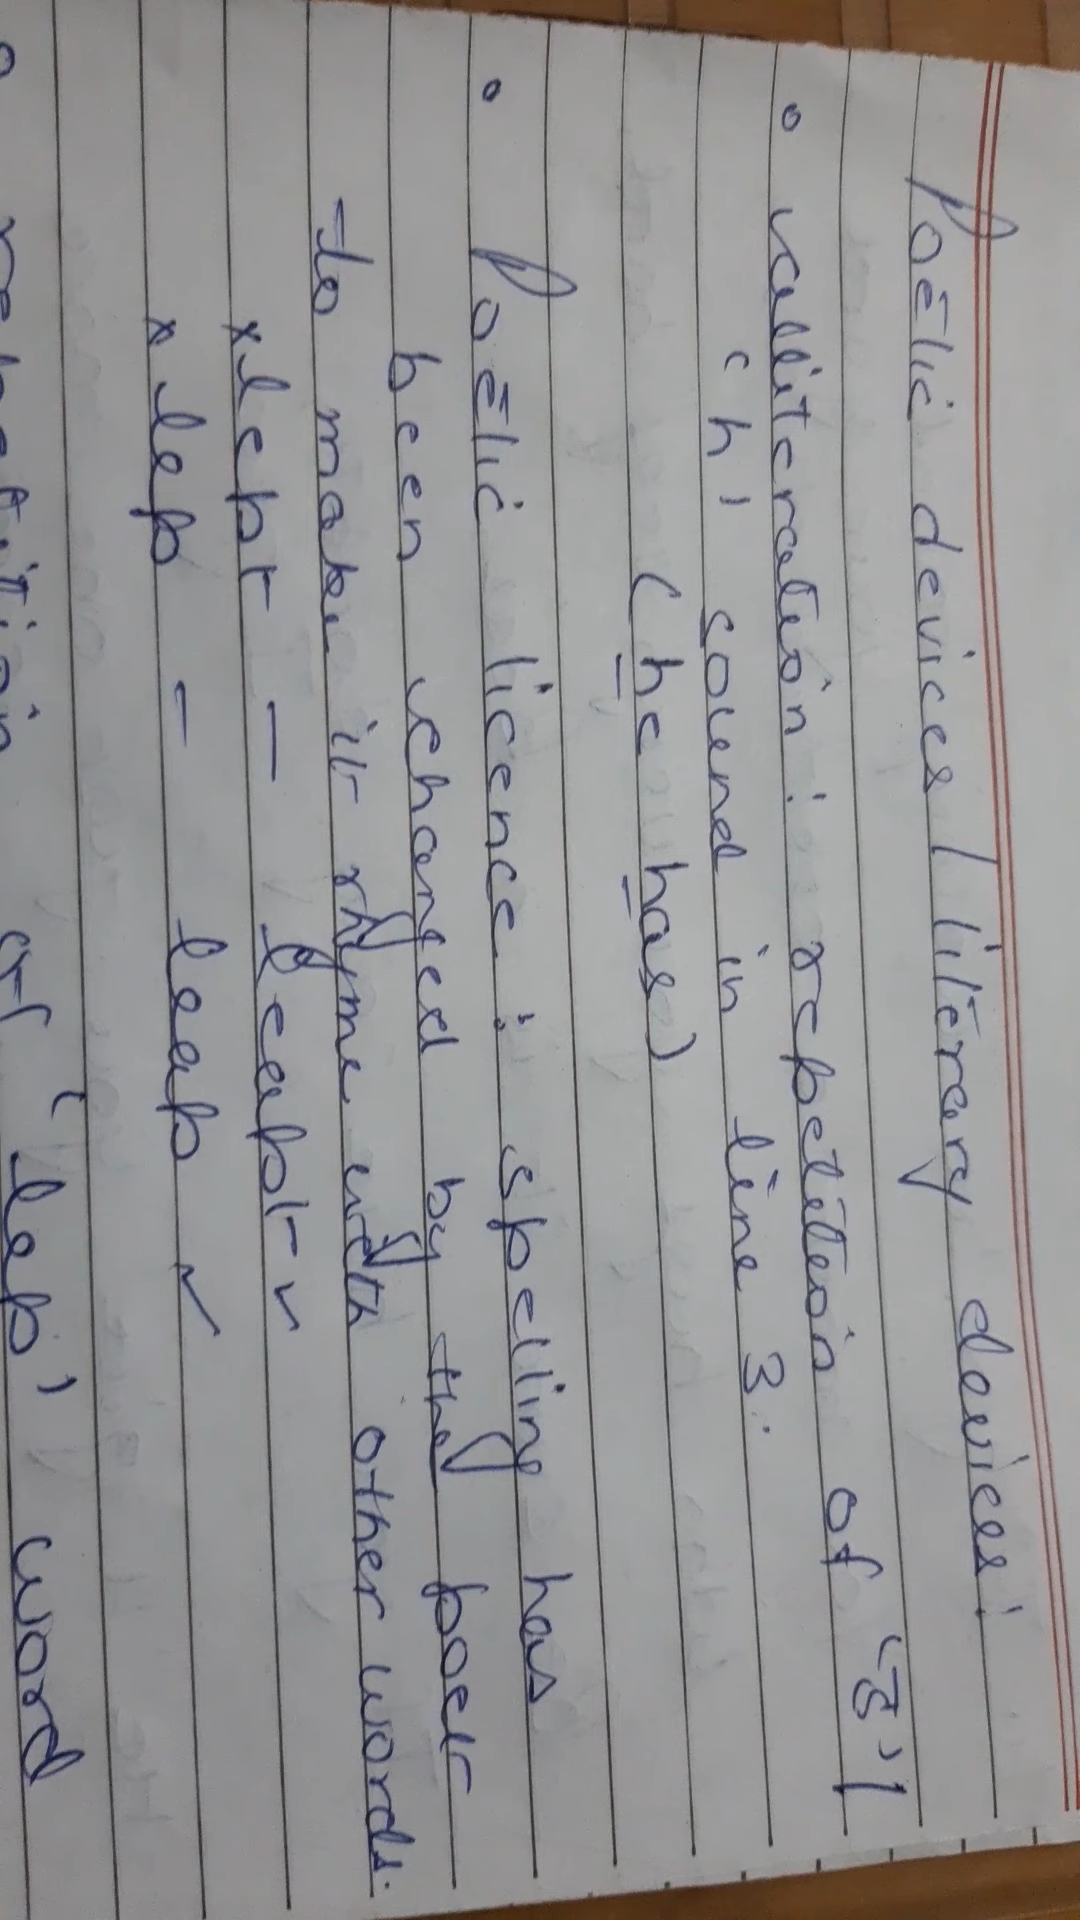 Poetic devices / literary devices:
• alliteration: repetition of 'ह' /
'h' sound in line 3.
(he has)
• Poetic licence: spelling has
been changed by the poet
to make it rhyme with other words.
× lept - leapt ✓
× lep - leap ✓
• repetition of 'lep' word